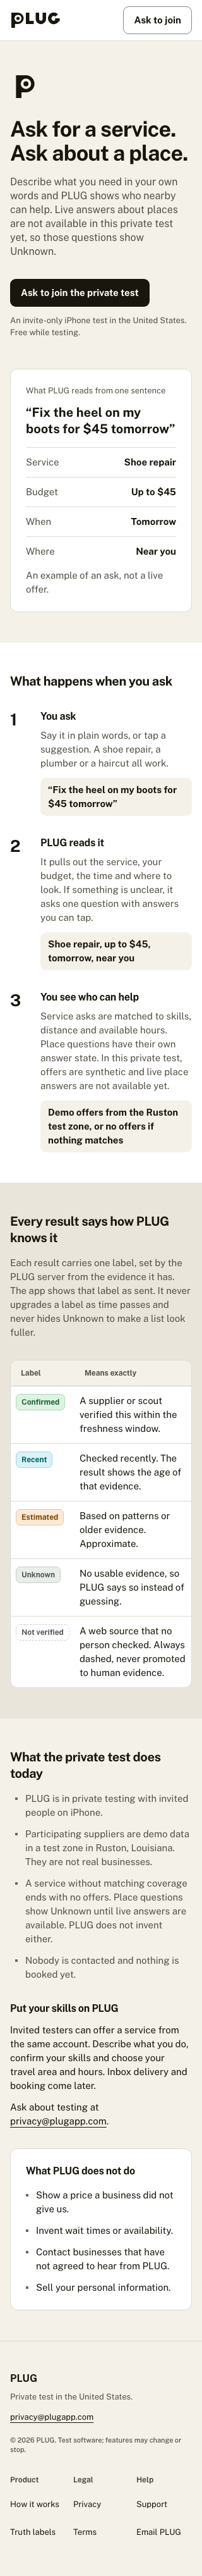 PLUG
Ask to join
P
Ask for a service.
Ask about a place.
Describe what you need in your own
words and PLUG shows who nearby
can help. Live answers about places
are not available in this private test
yet, so those questions show
Unknown.
Ask to join the private test
An invite-only iPhone test in the United States.
Free while testing.
What PLUG reads from one sentence
“Fix the heel on my
boots for $45 tomorrow”
Service Shoe repair
Budget Up to $45
When Tomorrow
Where Near you
An example of an ask, not a live
offer.
What happens when you ask
1 You ask
Say it in plain words, or tap a
suggestion. A shoe repair, a
plumber or a haircut all work.
“Fix the heel on my boots for
$45 tomorrow”
2 PLUG reads it
It pulls out the service, your
budget, the time and where to
look. If something is unclear, it
asks one question with answers
you can tap.
Shoe repair, up to $45,
tomorrow, near you
3 You see who can help
Service asks are matched to skills,
distance and available hours.
Place questions have their own
answer state. In this private test,
offers are synthetic and live place
answers are not available yet.
Demo offers from the Ruston
test zone, or no offers if
nothing matches
Every result says how PLUG
knows it
Each result carries one label, set by the
PLUG server from the evidence it has.
The app shows that label as sent. It never
upgrades a label as time passes and
never hides Unknown to make a list look
fuller.
Label Means exactly
Confirmed A supplier or scout
verified this within the
freshness window.
Recent Checked recently. The
result shows the age of
that evidence.
Estimated Based on patterns or
older evidence.
Approximate.
Unknown No usable evidence, so
PLUG says so instead of
guessing.
Not verified A web source that no
person checked. Always
dashed, never promoted
to human evidence.
What the private test does
today
PLUG is in private testing with invited
people on iPhone.
Participating suppliers are demo data
in a test zone in Ruston, Louisiana.
They are not real businesses.
A service without matching coverage
ends with no offers. Place questions
show Unknown until live answers are
available. PLUG does not invent
either.
Nobody is contacted and nothing is
booked yet.
Put your skills on PLUG
Invited testers can offer a service from
the same account. Describe what you do,
confirm your skills and choose your
travel area and hours. Inbox delivery and
booking come later.
Ask about testing at
privacy@plugapp.com.
What PLUG does not do
Show a price a business did not
give us.
Invent wait times or availability.
Contact businesses that have
not agreed to hear from PLUG.
Sell your personal information.
PLUG
Private test in the United States.
privacy@plugapp.com
© 2026 PLUG. Test software; features may change or
stop.
Product Legal Help
How it works Privacy Support
Truth labels Terms Email PLUG